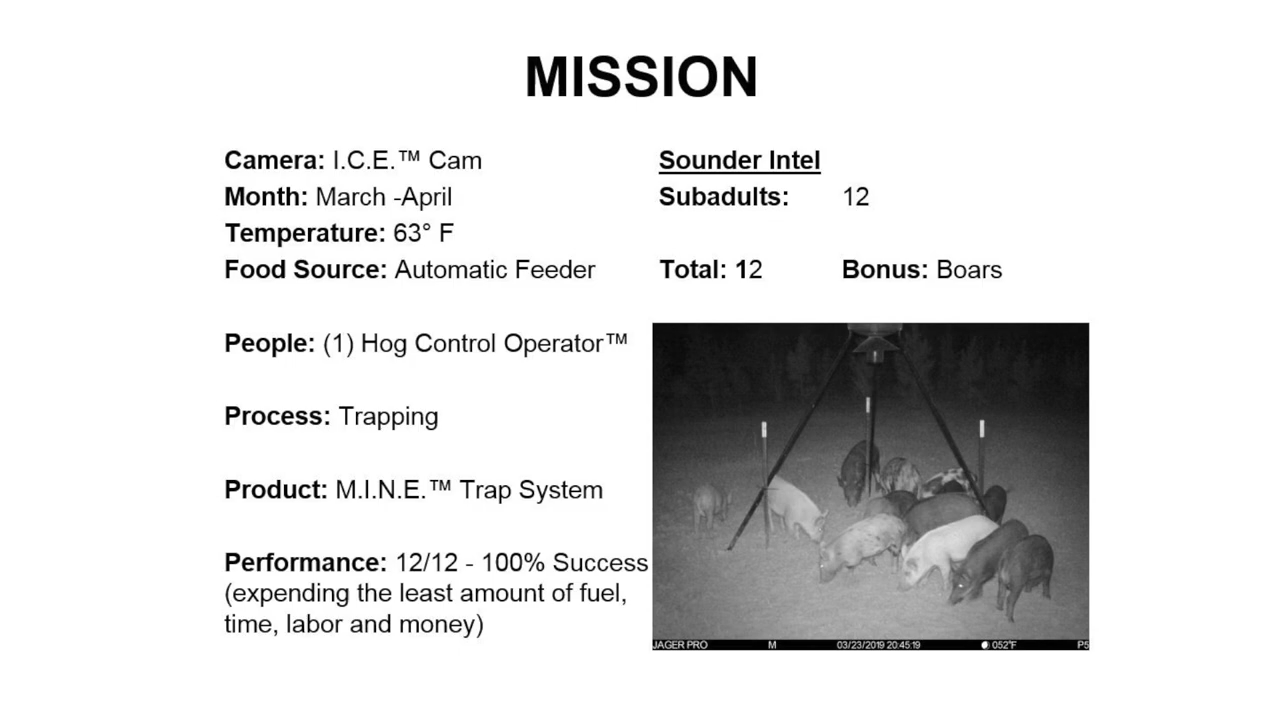 MISSION
Camera: I.C.E.™ Cam
Month: March -April
Temperature: 63° F
Food Source: Automatic Feeder
People: (1) Hog Control Operator™
Process: Trapping
Product: M.I.N.E.™ Trap System
Performance: 12/12 - 100% Success
(expending the least amount of fuel,
time, labor and money)
Sounder Intel
Subadults: 12
Total: 12 Bonus: Boars
JAGER PRO M 03/23/2019 20:45:19 052°F P5